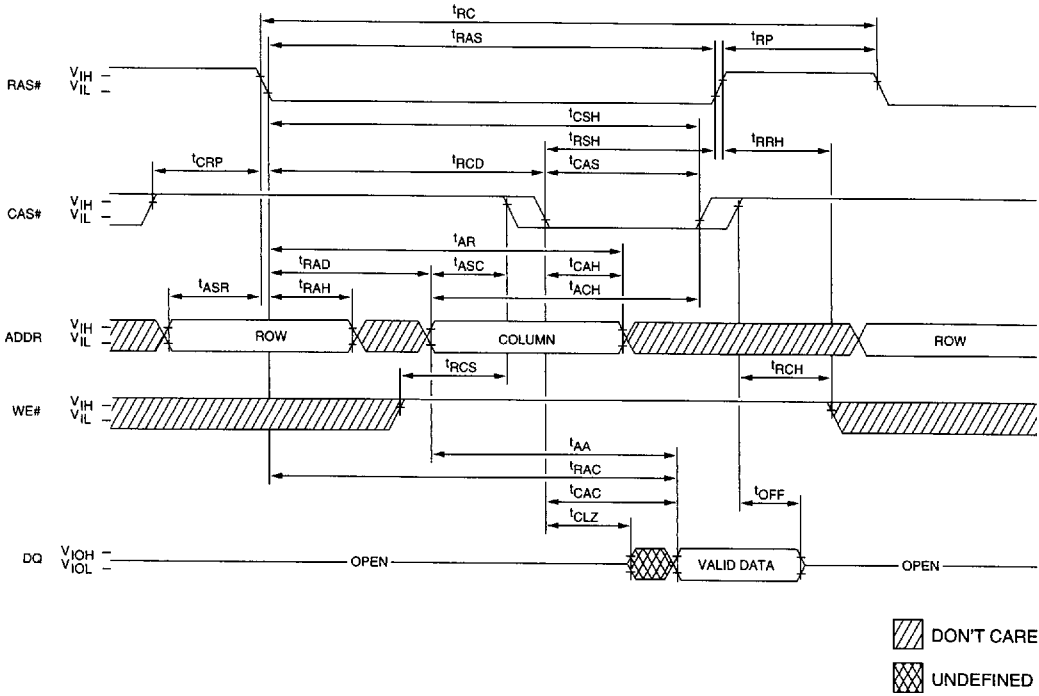 tRC
tRAS
tRP
RAS#
VIH
VIL
tCSH
tRSH
tRRH
tCRP
tRCD
tCAS
CAS#
VIH
VIL
tAR
tRAD
tASC
tCAH
tASR
tRAH
tACH
ADDR
VIH
VIL
ROW
COLUMN
ROW
tRCS
tRCH
WE#
VIH
VIL
tAA
tRAC
tCAC
tOFF
tCLZ
DQ
VIOH
VIOL
OPEN
VALID DATA
OPEN
DON'T CARE
UNDEFINED